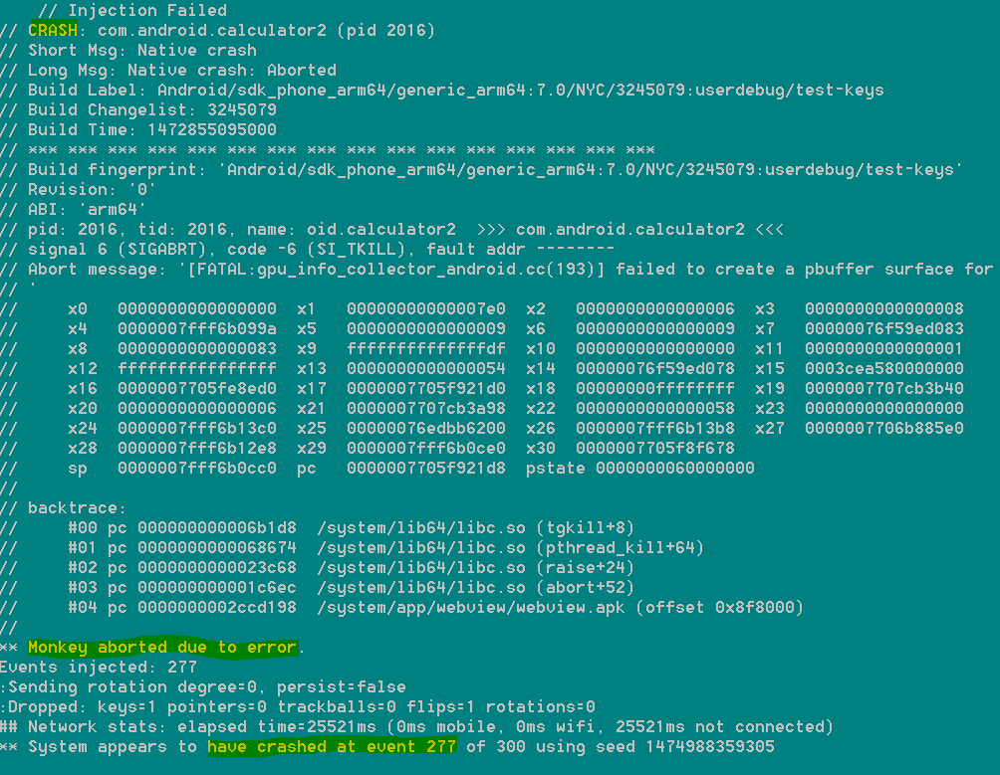 // Injection Failed
// CRASH: com.android.calculator2 (pid 2016)
// Short Msg: Native crash
// Long Msg: Native crash: Aborted
// Build Label: Android/sdk_phone_arm64/generic_arm64:7.0/NYC/3245079:userdebug/test-keys
// Build Changelist: 3245079
// Build Time: 1472855095000
// *** *** *** *** *** *** *** *** *** *** *** *** *** *** *** ***
// Build fingerprint: 'Android/sdk_phone_arm64/generic_arm64:7.0/NYC/3245079:userdebug/test-keys'
// Revision: '0'
// ABI: 'arm64'
// pid: 2016, tid: 2016, name: oid.calculator2  >>> com.android.calculator2 <<<
// signal 6 (SIGABRT), code -6 (SI_TKILL), fault addr --------
// Abort message: '[FATAL:gpu_info_collector_android.cc(193)] failed to create a pbuffer surface for
// '
//     x0   0000000000000000  x1   00000000000007e0  x2   0000000000000006  x3   0000000000000008
//     x4   0000007fff6b099a  x5   0000000000000009  x6   0000000000000009  x7   00000076f59ed083
//     x8   0000000000000083  x9   ffffffffffffffdf  x10  0000000000000000  x11  0000000000000001
//     x12  ffffffffffffffff  x13  0000000000000054  x14  00000076f59ed078  x15  0003cea580000000
//     x16  0000007705fe8ed0  x17  0000007705f921d0  x18  00000000ffffffff  x19  0000007707cb3b40
//     x20  0000000000000006  x21  0000007707cb3a98  x22  0000000000000058  x23  0000000000000000
//     x24  0000007fff6b13c0  x25  00000076edbb6200  x26  0000007fff6b13b8  x27  0000007706b885e0
//     x28  0000007fff6b12e8  x29  0000007fff6b0ce0  x30  0000007705f8f678
//     sp   0000007fff6b0cc0  pc   0000007705f921d8  pstate 0000000060000000
//
// backtrace:
//     #00 pc 000000000006b1d8  /system/lib64/libc.so (tgkill+8)
//     #01 pc 0000000000068674  /system/lib64/libc.so (pthread_kill+64)
//     #02 pc 0000000000023c68  /system/lib64/libc.so (raise+24)
//     #03 pc 000000000001c6ec  /system/lib64/libc.so (abort+52)
//     #04 pc 0000000002ccd198  /system/app/webview/webview.apk (offset 0x8f8000)
//
** Monkey aborted due to error.
Events injected: 277
:Sending rotation degree=0, persist=false
:Dropped: keys=1 pointers=0 trackballs=0 flips=1 rotations=0
## Network stats: elapsed time=25521ms (0ms mobile, 0ms wifi, 25521ms not connected)
** System appears to have crashed at event 277 of 300 using seed 1474988359305